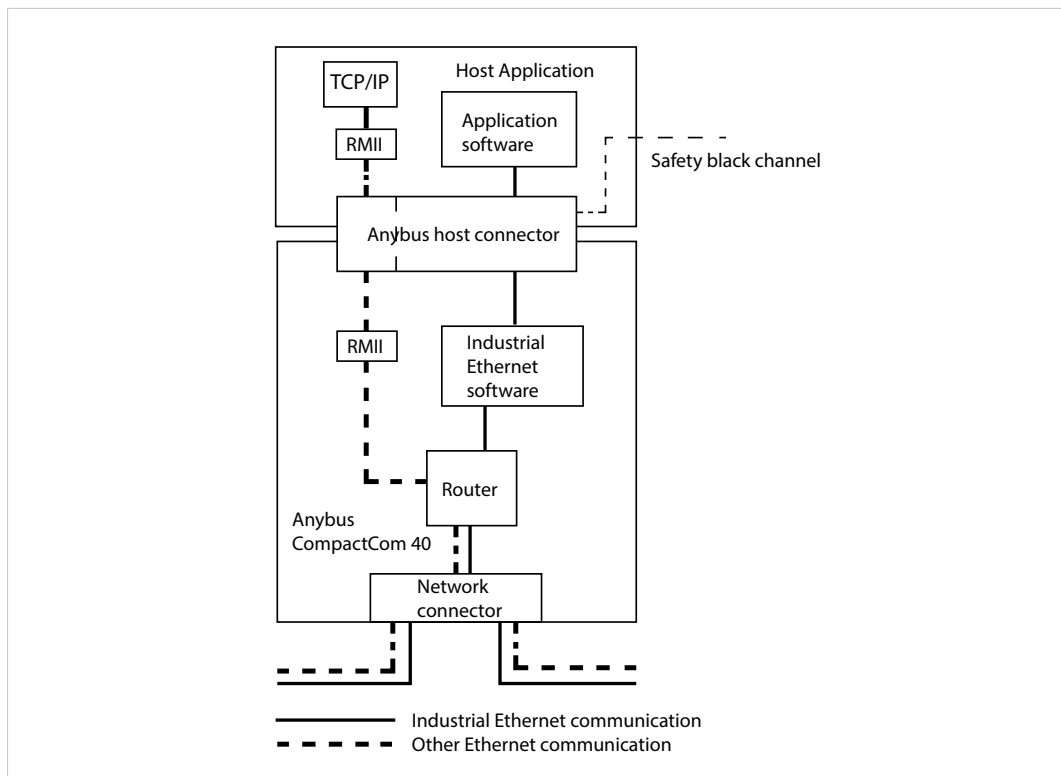 TCP/IP
Host Application
RMII
Application
software
Safety black channel
Anybus host connector
RMII
Industrial
Ethernet
software
Router
Anybus
CompactCom 40
Network
connector
Industrial Ethernet communication
Other Ethernet communication